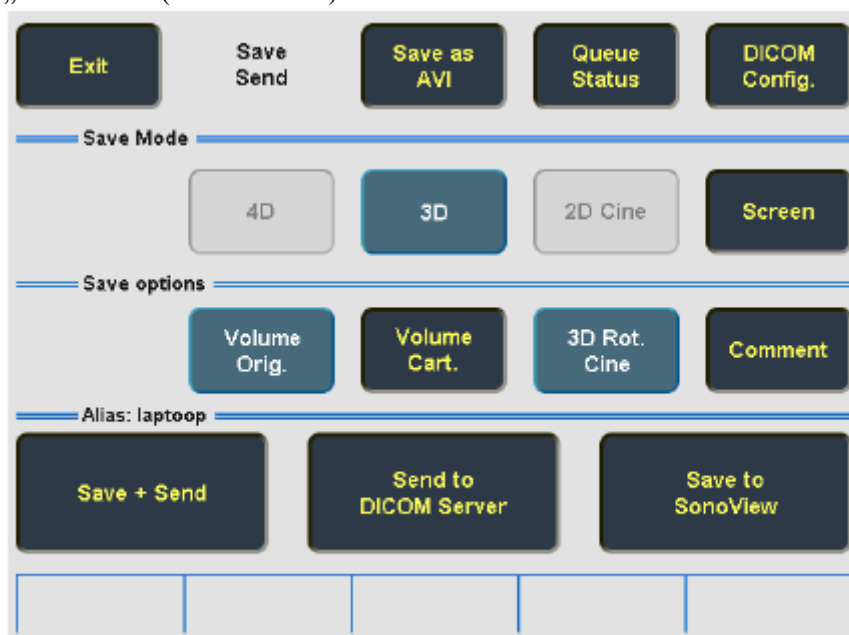 Exit
Save
Send
Save as
AVI
Queue
Status
DICOM
Config.
Save Mode
4D
3D
2D Cine
Screen
Save options
Volume
Orig.
Volume
Cart.
3D Rot.
Cine
Comment
Alias: laptoop
Save + Send
Send to
DICOM Server
Save to
SonoView